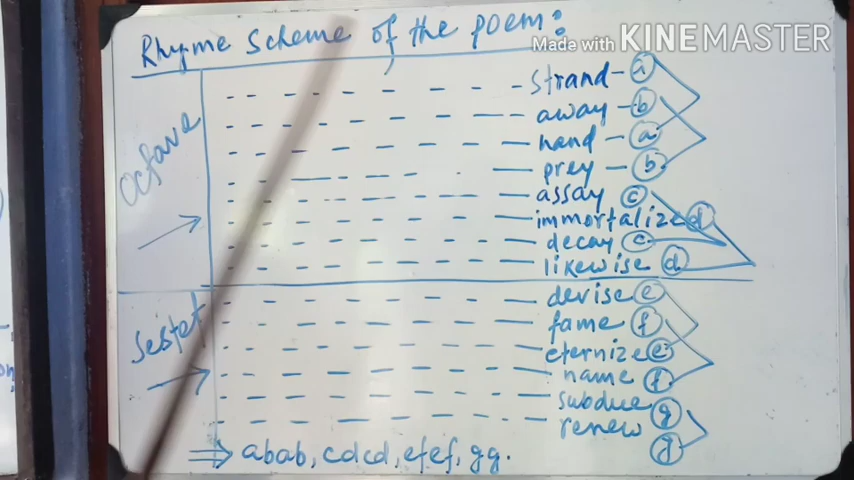 Rhyme Scheme of the poem:
Made with KINEMASTER
Octave
strand - a
away - b
hand - a
prey - b
assay c
immortalized d
decay c
likewise d
Sestet
devise e
fame f
eternize e
name f
subdue g
renew g
⇒ abab, cdcd, efef, gg.